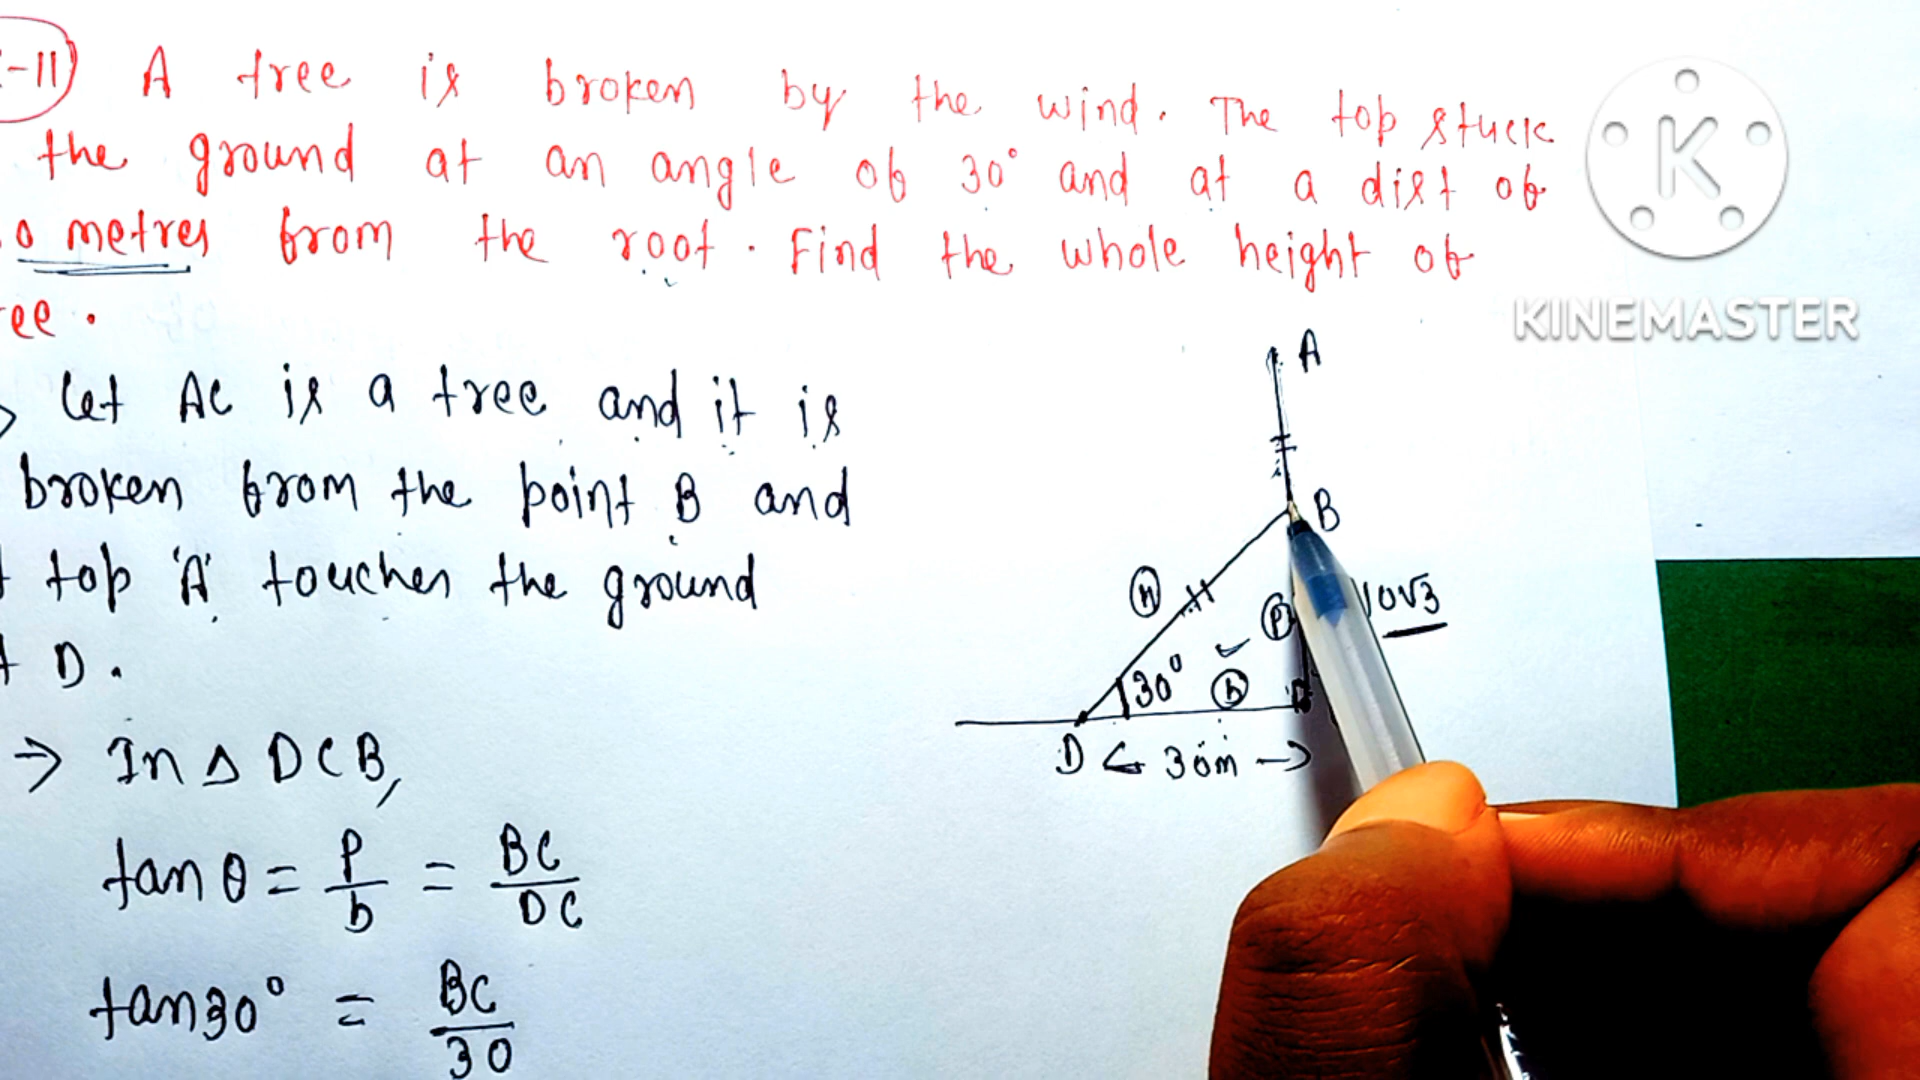 -11) A tree is broken by the wind. The top stuck
the ground at an angle of 30° and at a dist of
0 metres from the root. Find the whole height of
ee.
K
KINEMASTER
Let AC is a tree and it is
broken from the point B and
top 'A' touches the ground
D.
→ In △ DCB,
tan θ = P/b = BC/DC
tan30° = BC/30
A
B
h
P
10√3
30°
b
D ← 30m →